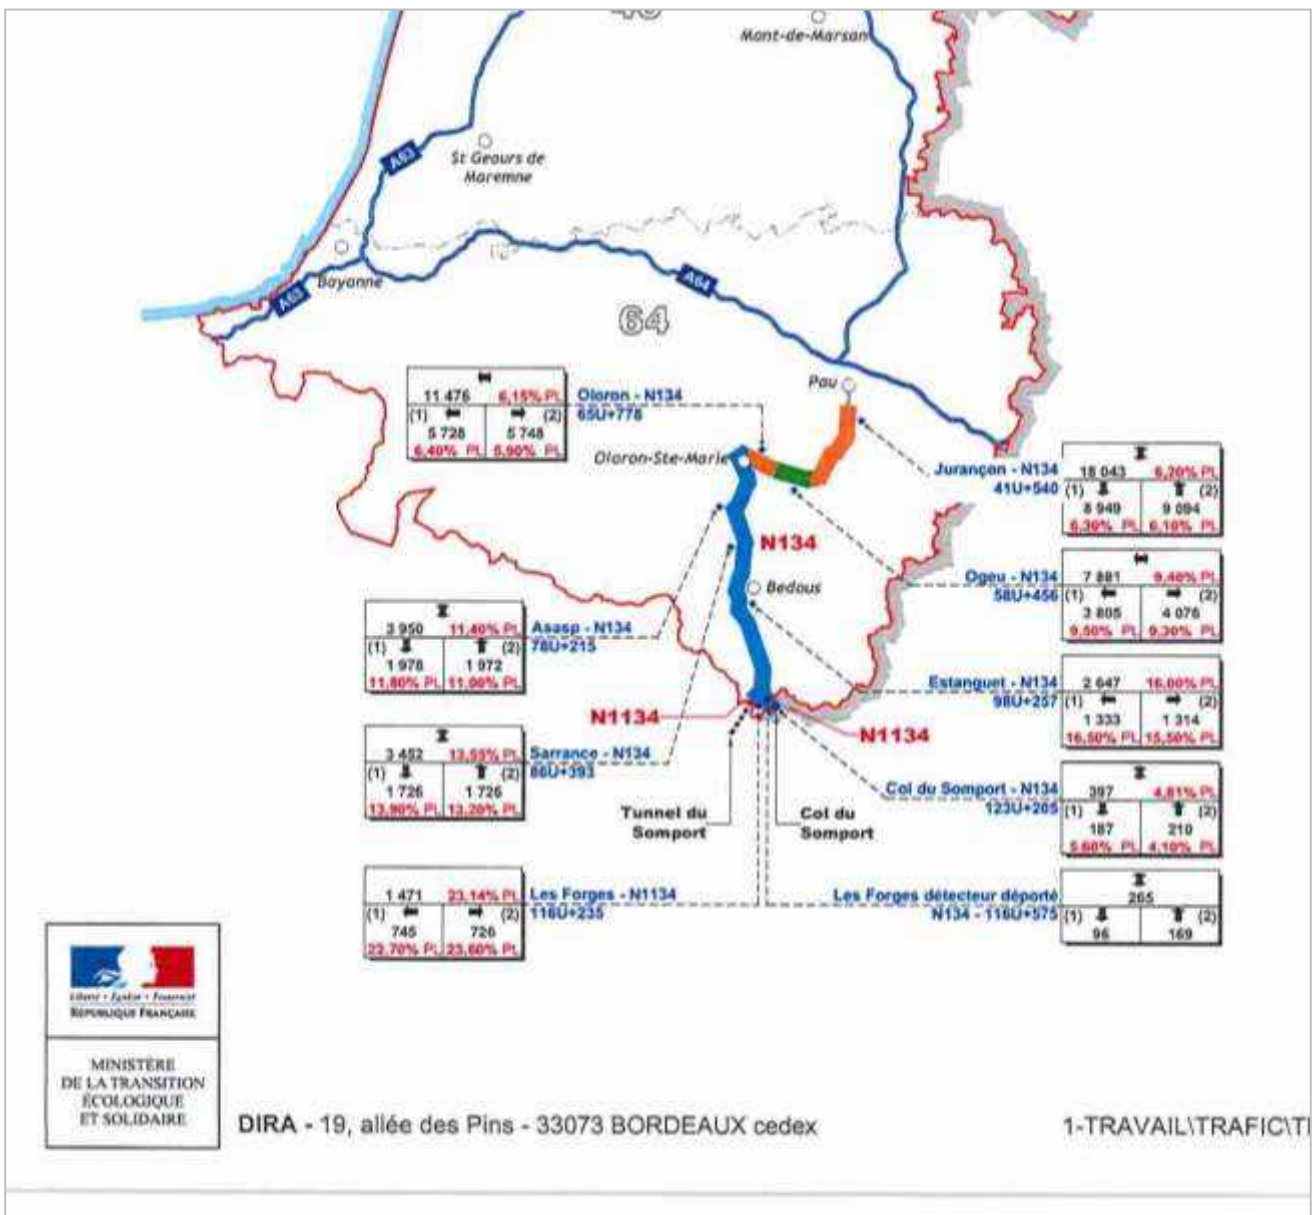 40
Mont-de-Marsan
A63
St Geours de
Maremne
Bayonne
A63
A64
64
Pau
11 476 6,15% PL
(1) (2)
5 728 5 748
6,40% PL 5,90% PL
Oloron - N134
65U+778
Oloron-Ste-Marie
Jurançon - N134
41U+540
18 043 6,20% PL
(1) (2)
8 949 9 094
6,30% PL 6,10% PL
N134
Ogeu - N134
58U+456
7 881 9,40% PL
(1) (2)
3 805 4 076
9,50% PL 9,30% PL
Bedous
3 950 11,40% PL
(1) (2)
1 978 1 972
11,80% PL 11,00% PL
Asasp - N134
78U+215
Estanguet - N134
98U+257
2 647 16,00% PL
(1) (2)
1 333 1 314
16,50% PL 15,50% PL
N1134
N1134
3 452 13,55% PL
(1) (2)
1 726 1 726
13,90% PL 13,20% PL
Sarrance - N134
86U+393
Tunnel du
Somport
Col du
Somport
Col du Somport - N134
123U+205
397 4,81% PL
(1) (2)
187 210
5,60% PL 4,10% PL
1 471 23,14% PL
(1) (2)
745 726
22,70% PL 23,60% PL
Les Forges - N1134
116U+235
Les Forges détecteur déporté
N134 - 116U+575
265
(1) (2)
96 169
Liberté • Égalité • Fraternité
RÉPUBLIQUE FRANÇAISE
MINISTÈRE
DE LA TRANSITION
ÉCOLOGIQUE
ET SOLIDAIRE
DIRA - 19, allée des Pins - 33073 BORDEAUX cedex
1-TRAVAIL\TRAFIC\T